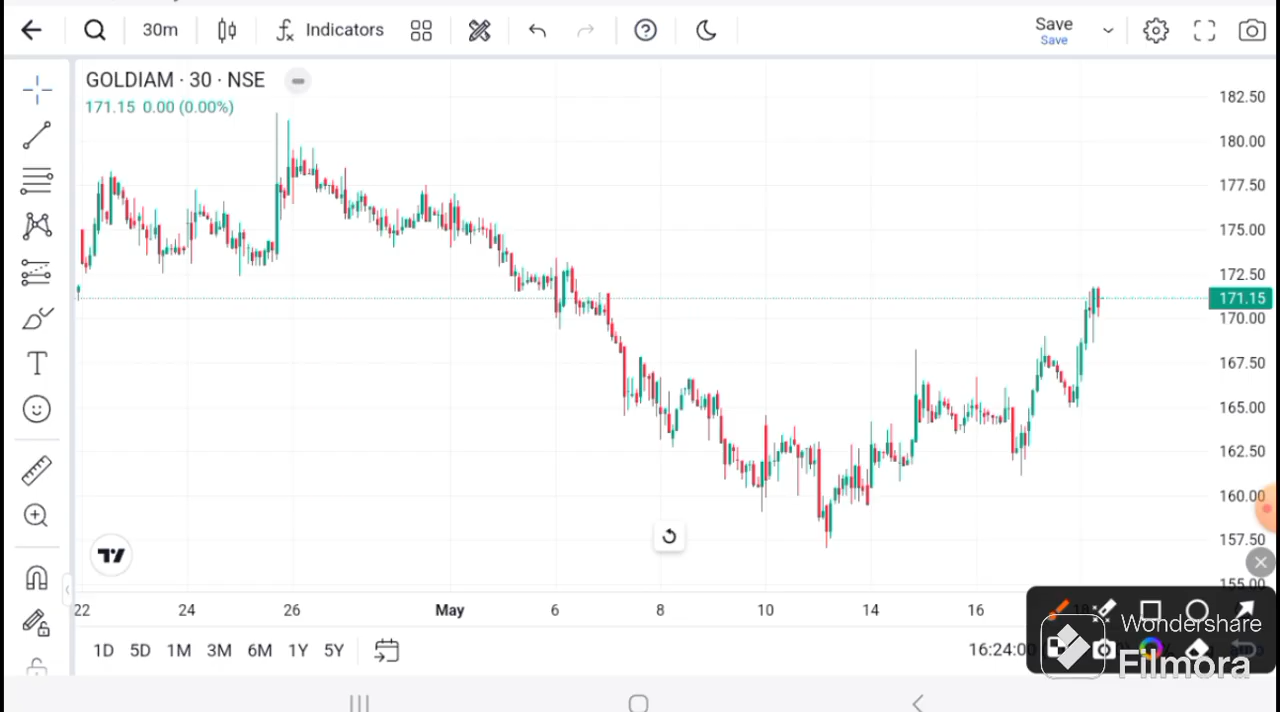 30m
Indicators
Save
Save
GOLDIAM · 30 · NSE
171.15 0.00 (0.00%)
182.50
180.00
177.50
175.00
172.50
171.15
170.00
167.50
165.00
162.50
160.00
157.50
155.00
22 24 26 May 6 8 10 14 16 18
1D 5D 1M 3M 6M 1Y 5Y
16:24:00
Wondershare
Filmora